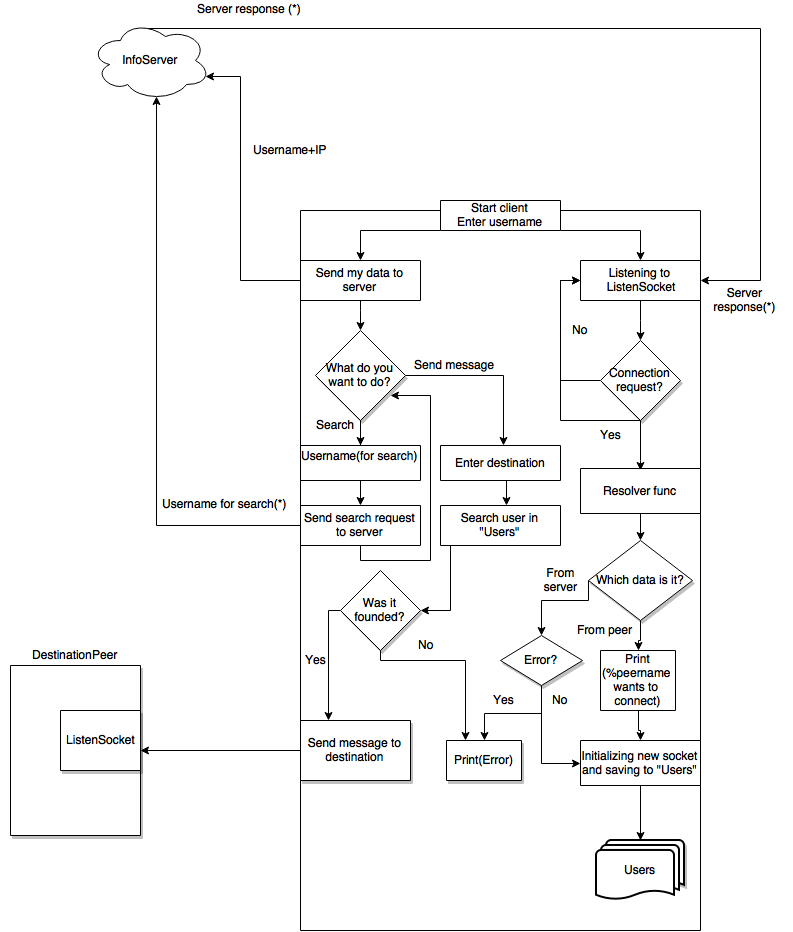 Server response (*)
InfoServer
Username+IP
Start client
Enter username
Send my data to
server
Listening to
ListenSocket
Server
response(*)
No
What do you
want to do?
Send message
Connection
request?
Search
Yes
Username(for search)
Enter destination
Resolver func
Username for search(*)
Send search request
to server
Search user in
"Users"
From
server
Which data is it?
Was it
founded?
From peer
No
Yes
Error?
Print
(%peername
wants to
connect)
DestinationPeer
Yes
No
ListenSocket
Send message to
destination
Print(Error)
Initializing new socket
and saving to "Users"
Users